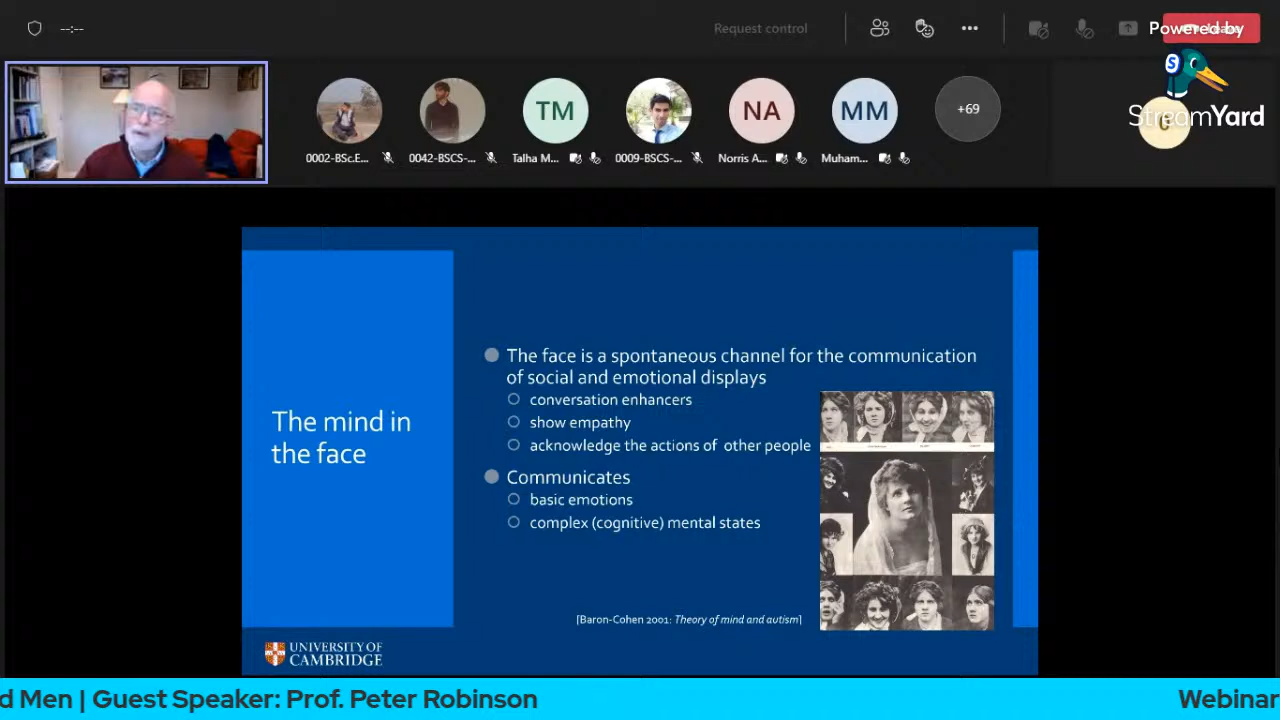 --:--
Request control
Powered by
StreamYard
0002-BSc.E...
0042-BSCS-...
TM
Talha M...
0009-BSCS-...
NA
Norris A...
MM
Muham...
+69
The mind in
the face
The face is a spontaneous channel for the communication
of social and emotional displays
conversation enhancers
show empathy
acknowledge the actions of other people
Communicates
basic emotions
complex (cognitive) mental states
[Baron-Cohen 2001: Theory of mind and autism]
UNIVERSITY OF
CAMBRIDGE
d Men | Guest Speaker: Prof. Peter Robinson
Webinar